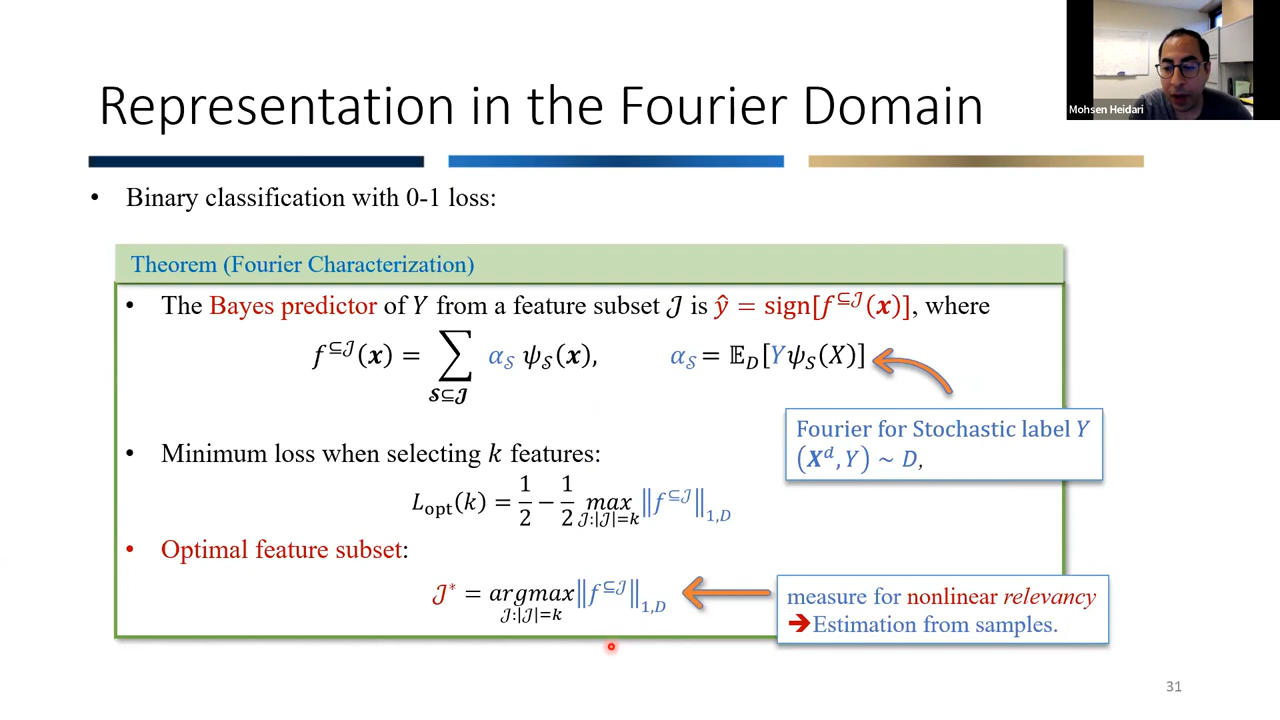 Mohsen Heidari
Representation in the Fourier Domain
• Binary classification with 0-1 loss:
Theorem (Fourier Characterization)
• The Bayes predictor of Y from a feature subset 𝒥 is ŷ = sign[f^{⊆𝒥}(𝒙)], where
f^{⊆𝒥}(𝒙) = ∑_{𝒮⊆𝒥} α_𝒮 ψ_S(𝒙), α_𝒮 = 𝔼_D[Yψ_S(X)]
Fourier for Stochastic label Y
(𝑿^d, Y) ~ D,
• Minimum loss when selecting k features:
L_opt(k) = 1/2 − 1/2 max_{𝒥:|𝒥|=k} ‖f^{⊆𝒥}‖_{1,D}
• Optimal feature subset:
𝒥* = argmax_{𝒥:|𝒥|=k} ‖f^{⊆𝒥}‖_{1,D}
measure for nonlinear relevancy
➔Estimation from samples.
31